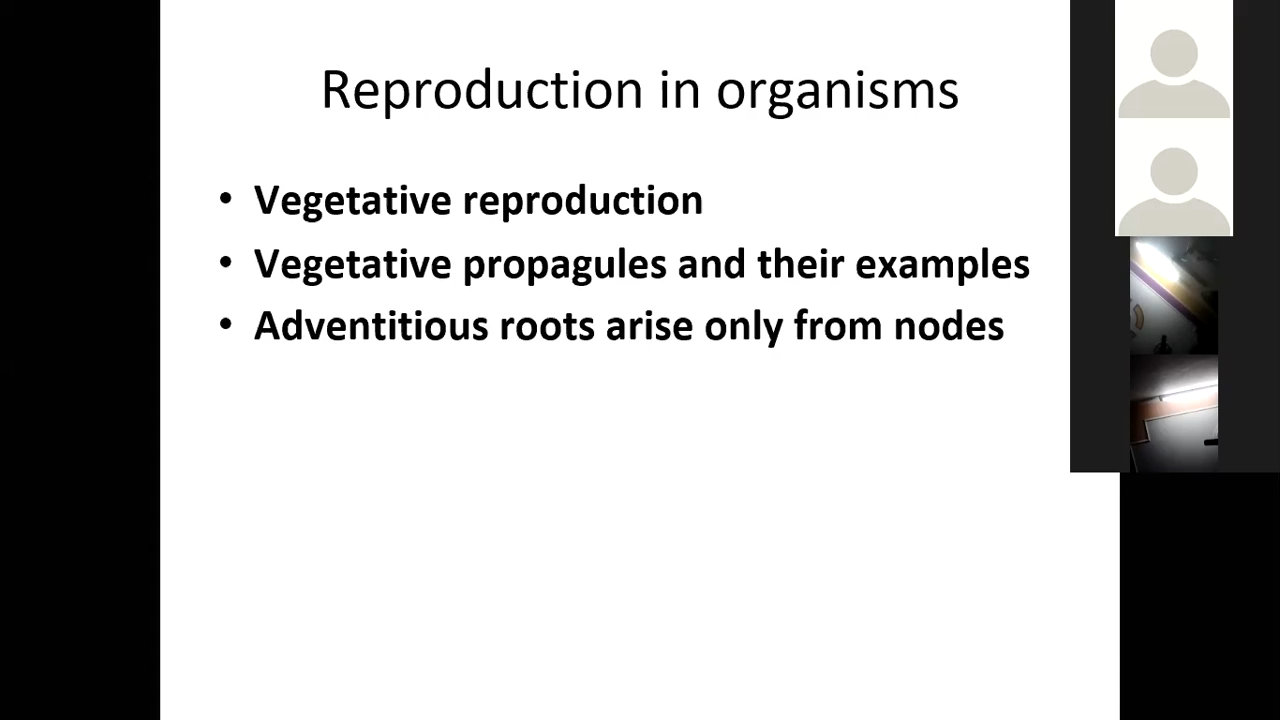 Reproduction in organisms
• Vegetative reproduction
• Vegetative propagules and their examples
• Adventitious roots arise only from nodes